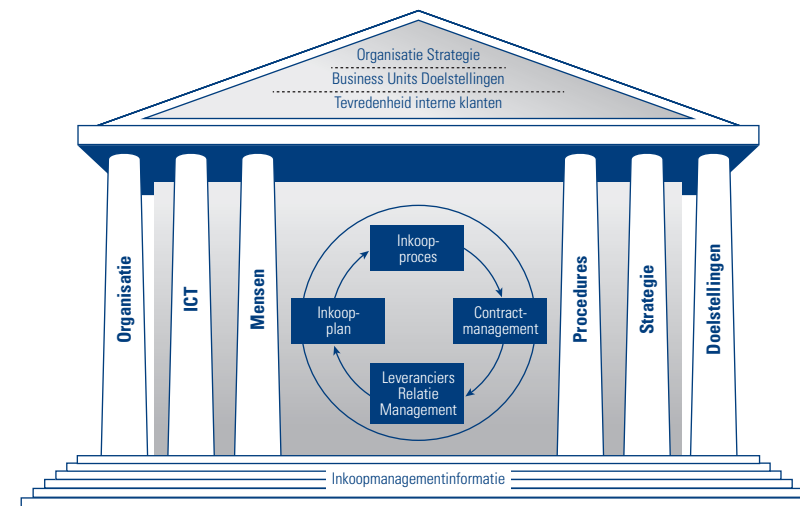 Organisatie Strategie
Business Units Doelstellingen
Tevredenheid interne klanten
Organisatie
ICT
Mensen
Inkoop-
proces
Inkoop-
plan
Contract-
management
Leveranciers
Relatie
Management
Procedures
Strategie
Doelstellingen
Inkoopmanagementinformatie